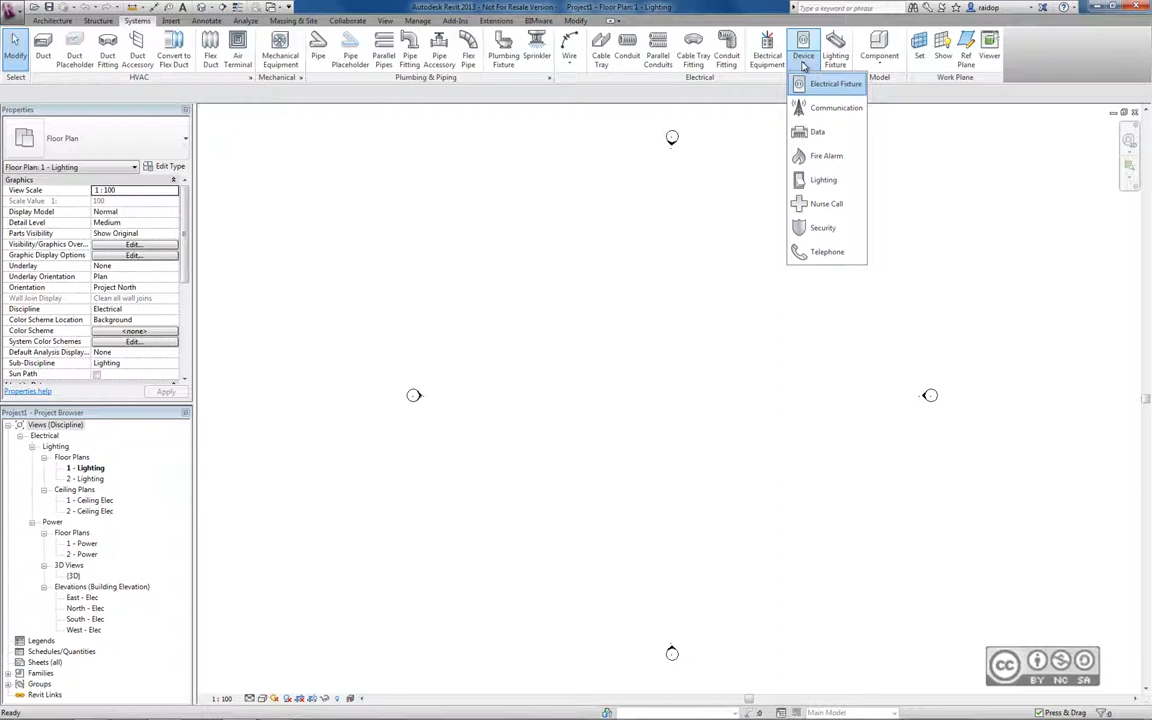 Autodesk Revit 2013 - Not For Resale Version - Project1 - Floor Plan: 1 - Lighting
Type a keyword or phrase
raidop
Architecture Structure Systems Insert Annotate Analyze Massing & Site Collaborate View Manage Add-Ins Extensions BIMware Modify
Modify Duct Duct Placeholder Duct Fitting Duct Accessory Convert to Flex Duct Flex Duct Air Terminal Mechanical Equipment Pipe Pipe Placeholder Parallel Pipes Pipe Fitting Pipe Accessory Flex Pipe Plumbing Fixture Sprinkler Wire Cable Tray Conduit Parallel Conduits Cable Tray Fitting Conduit Fitting Electrical Equipment Device Lighting Fixture Component Set Show Ref Plane Viewer
Select HVAC Mechanical Plumbing & Piping Electrical Model Work Plane
Electrical Fixture
Communication
Data
Fire Alarm
Lighting
Nurse Call
Security
Telephone
Properties
Floor Plan
Floor Plan: 1 - Lighting Edit Type
Graphics
View Scale 1 : 100
Scale Value 1: 100
Display Model Normal
Detail Level Medium
Parts Visibility Show Original
Visibility/Graphics Over... Edit...
Graphic Display Options Edit...
Underlay None
Underlay Orientation Plan
Orientation Project North
Wall Join Display Clean all wall joins
Discipline Electrical
Color Scheme Location Background
Color Scheme <none>
System Color Schemes Edit...
Default Analysis Display... None
Sub-Discipline Lighting
Sun Path
Properties help Apply
Project1 - Project Browser
Views (Discipline)
Electrical
Lighting
Floor Plans
1 - Lighting
2 - Lighting
Ceiling Plans
1 - Ceiling Elec
2 - Ceiling Elec
Power
Floor Plans
1 - Power
2 - Power
3D Views
{3D}
Elevations (Building Elevation)
East - Elec
North - Elec
South - Elec
West - Elec
Legends
Schedules/Quantities
Sheets (all)
Families
Groups
Revit Links
cc
BY NC SA
1 : 100
Ready
:0
Main Model
Press & Drag
:0